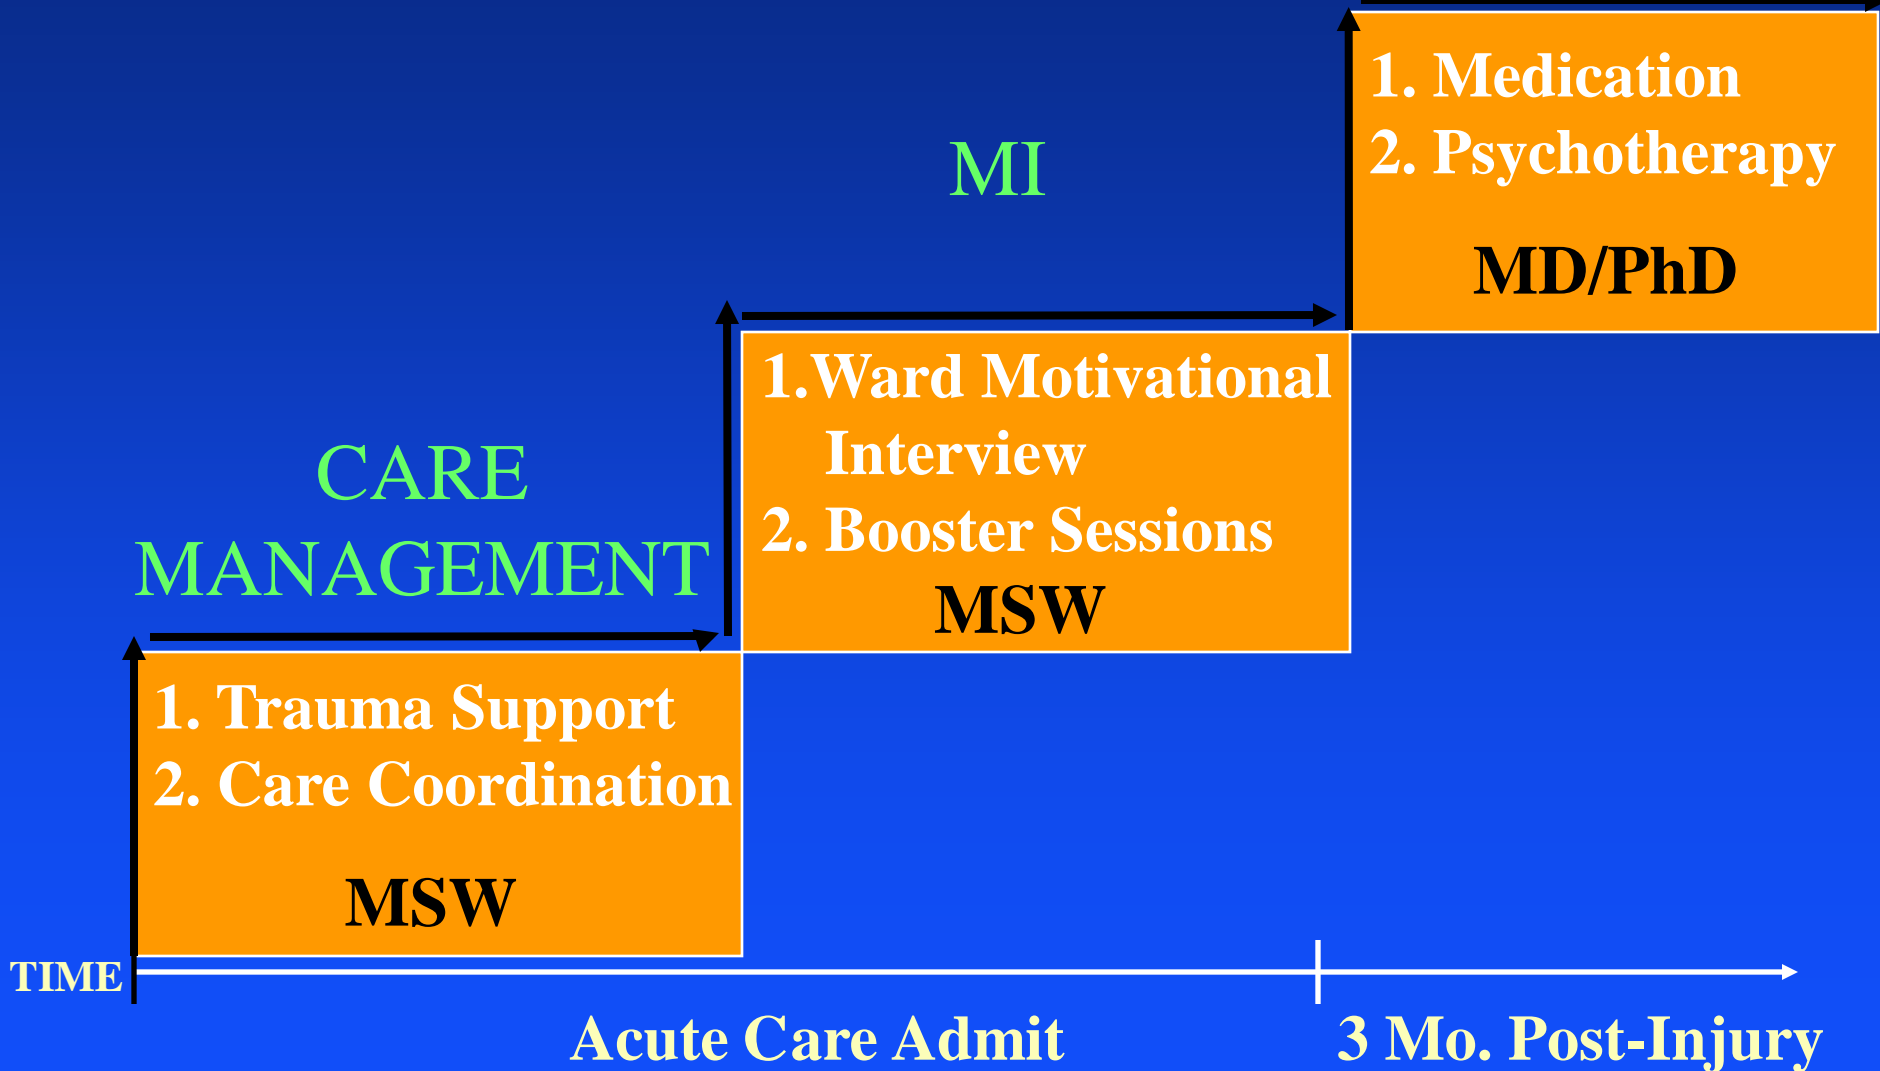 1. Medication
2. Psychotherapy
MD/PhD
MI
1.Ward Motivational
Interview
2. Booster Sessions
MSW
CARE
MANAGEMENT
1. Trauma Support
2. Care Coordination
MSW
TIME
Acute Care Admit
3 Mo. Post-Injury